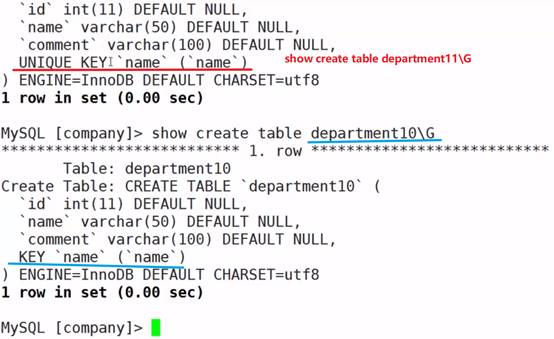 `id` int(11) DEFAULT NULL,
`name` varchar(50) DEFAULT NULL,
`comment` varchar(100) DEFAULT NULL,
UNIQUE KEY `name` (`name`)
show create table department11\G
) ENGINE=InnoDB DEFAULT CHARSET=utf8
1 row in set (0.00 sec)
MySQL [company]> show create table department10\G
*************************** 1. row ***************************
Table: department10
Create Table: CREATE TABLE `department10` (
`id` int(11) DEFAULT NULL,
`name` varchar(50) DEFAULT NULL,
`comment` varchar(100) DEFAULT NULL,
KEY `name` (`name`)
) ENGINE=InnoDB DEFAULT CHARSET=utf8
1 row in set (0.00 sec)
MySQL [company]>